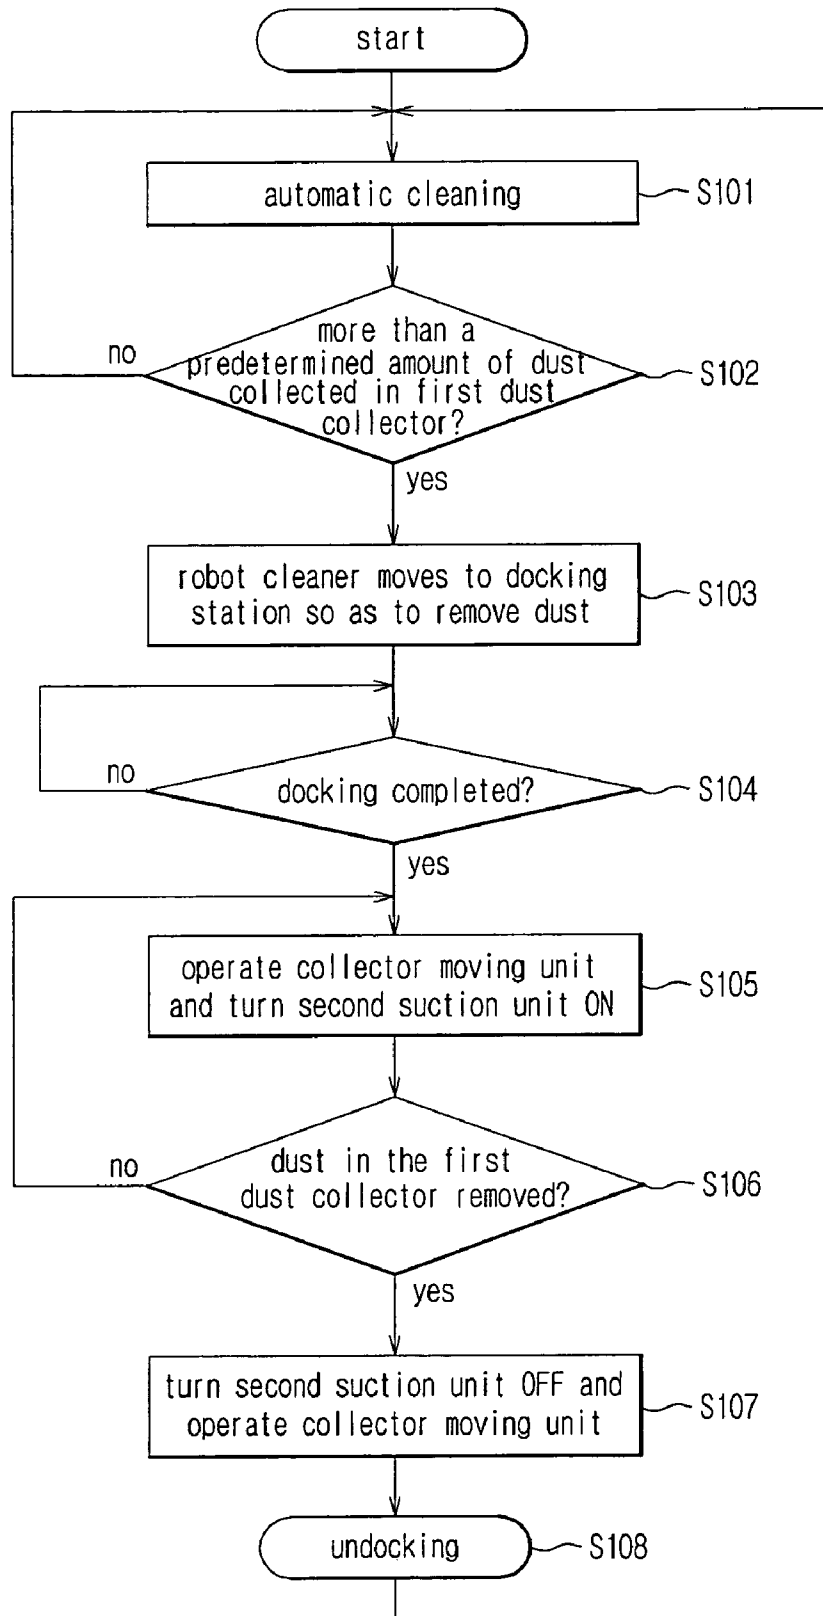 start
automatic cleaning
S101
more than a
predetermined amount of dust
collected in first dust
collector?
no
S102
yes
robot cleaner moves to docking
station so as to remove dust
S103
no
docking completed?
S104
yes
operate collector moving unit
and turn second suction unit ON
S105
no
dust in the first
dust collector removed?
S106
yes
turn second suction unit OFF and
operate collector moving unit
S107
undocking
S108